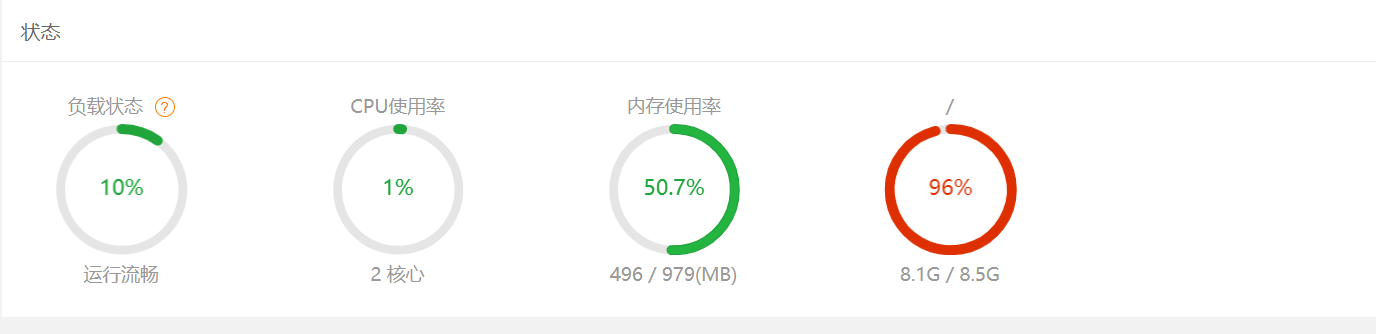 状态
负载状态 ?
10%
运行流畅
CPU使用率
1%
2 核心
内存使用率
50.7%
496 / 979(MB)
/
96%
8.1G / 8.5G